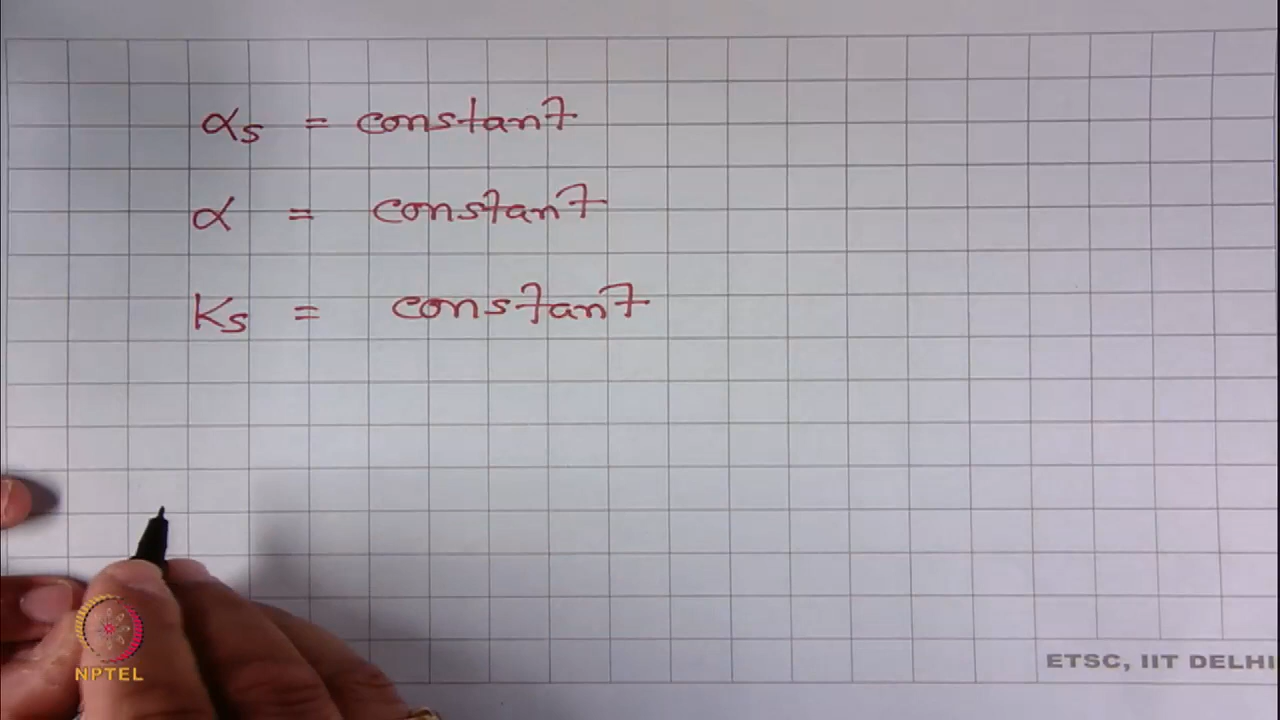 αs = constant
α = constant
Ks = constant
NPTEL
ETSC, IIT DELHI